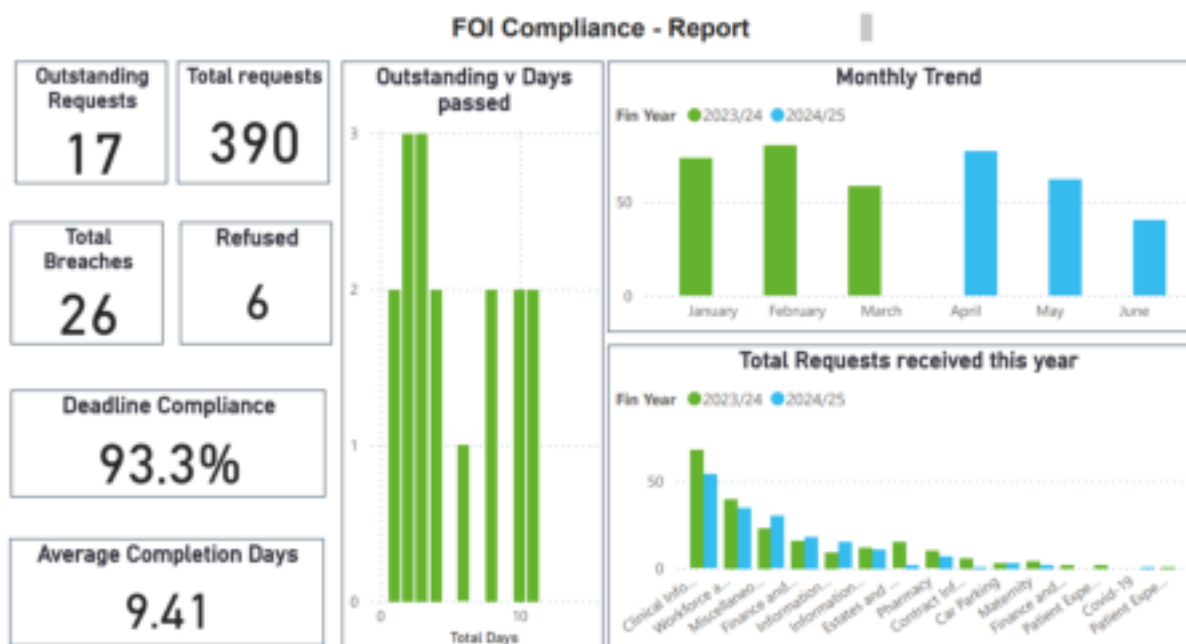 FOI Compliance - Report
Outstanding
Requests
17
Total requests
390
Total
Breaches
26
Refused
6
Deadline Compliance
93.3%
Average Completion Days
9.41
Outstanding v Days
passed
3
2
1
0
0 10
Total Days
Monthly Trend
Fin Year 2023/24 2024/25
50
0
January February March April May June
Total Requests received this year
Fin Year 2023/24 2024/25
50
0
Clinical Info...
Workforce a...
Miscellaneo...
Finance and...
Information...
Information...
Estates and ...
Pharmacy
Contract Inf...
Car Parking
Maternity
Finance and...
Patient Expe...
Covid-19
Patient Expe...